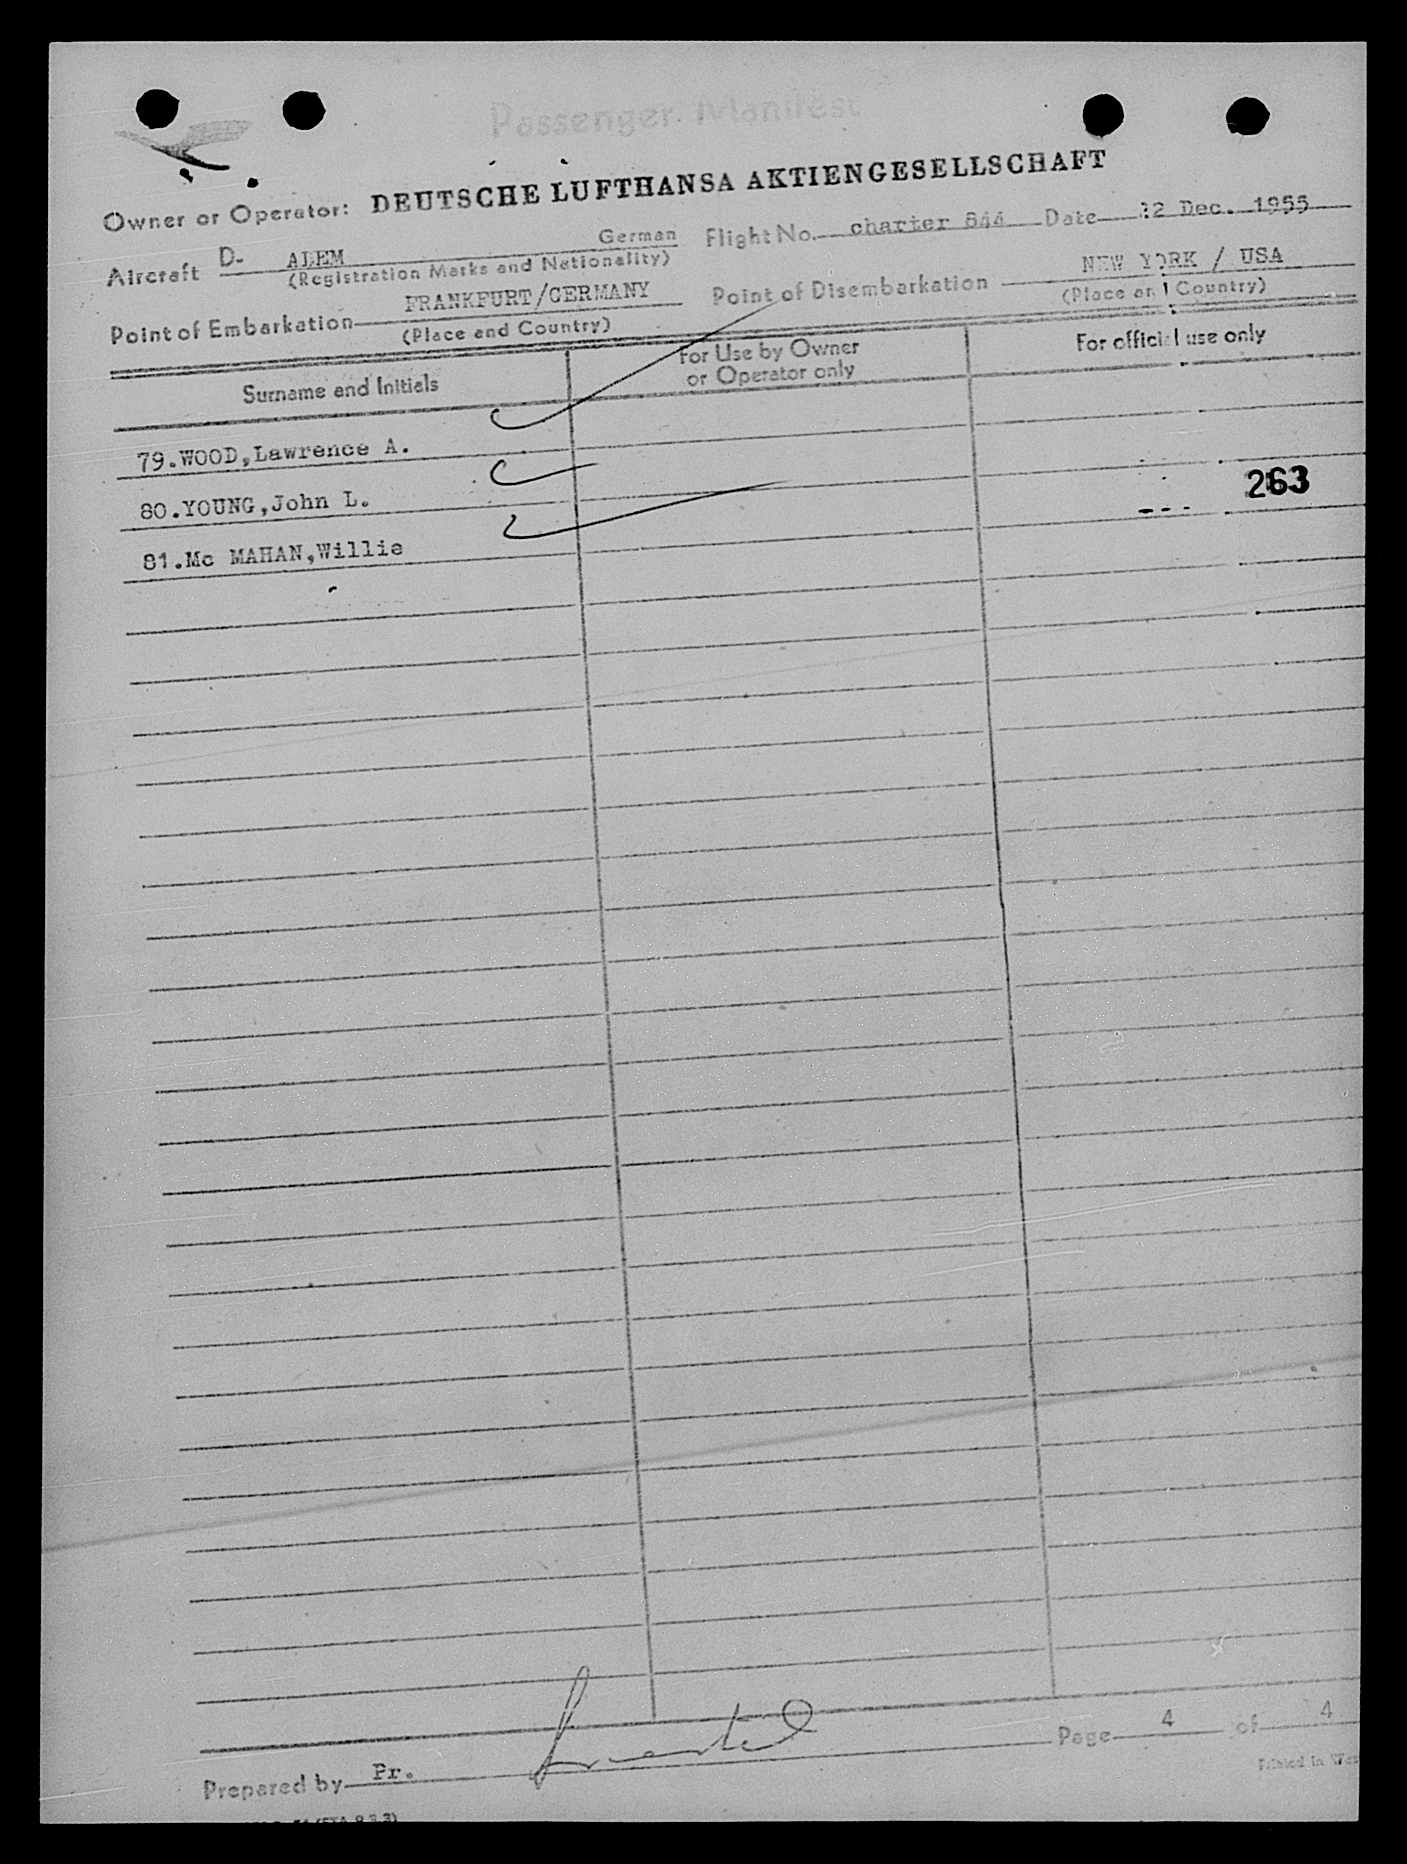 Passenger Manifest
Owner or Operator: DEUTSCHE LUFTHANSA AKTIENGESELLSCHAFT
Aircraft D- ALEM German Flight No. charter 844 Date 12 Dec. 1955
(Registration Marks and Nationality)
Point of Embarkation FRANKFURT/GERMANY Point of Disembarkation NEW YORK / USA
(Place and Country) (Place and Country)
Surname and Initials For Use by Owner or Operator only For official use only
79.WOOD,Lawrence A.
80.YOUNG,John L. 263
81.Mc MAHAN,Willie
Page 4 of 4
Prepared by Pr.
Printed in Wes